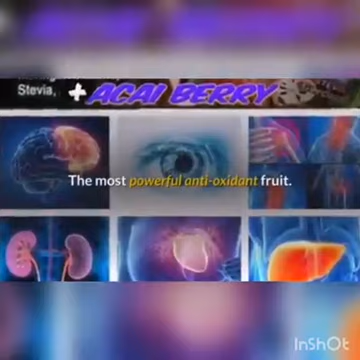 Stevia,
+ ACAI BERRY
The most powerful anti-oxidant fruit.
InShOt